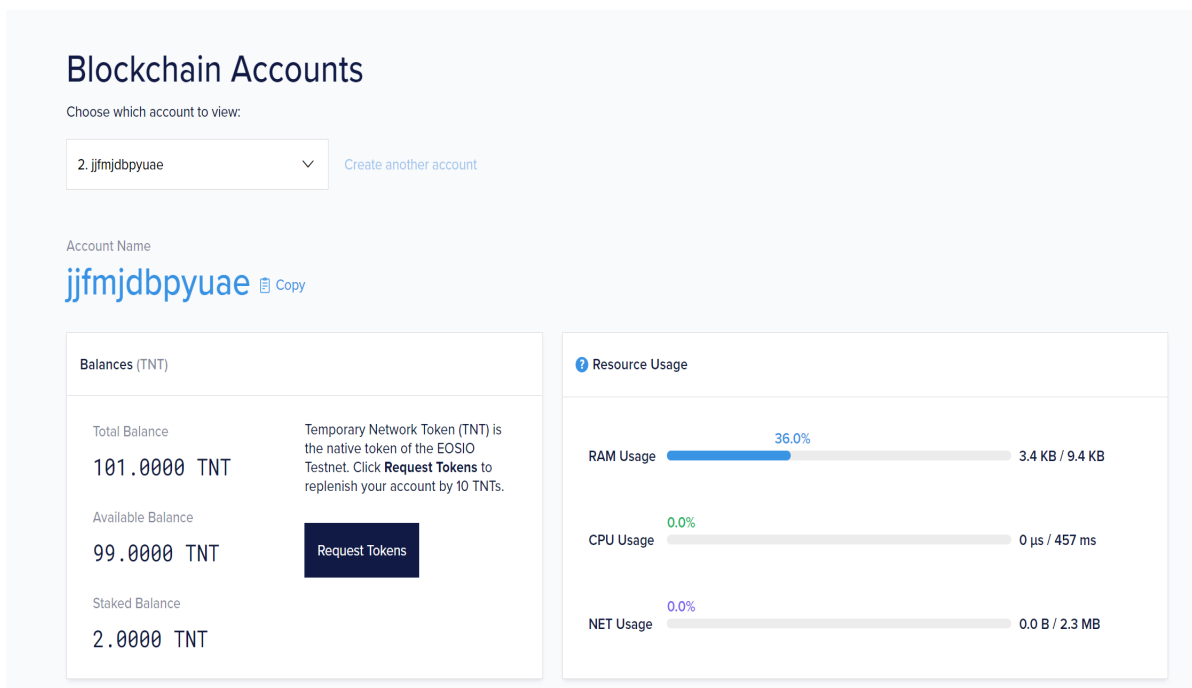 Blockchain Accounts
Choose which account to view:
2. jjfmjdbpyuae
Create another account
Account Name
jjfmjdbpyuae
Copy
Balances (TNT)
Total Balance
101.0000 TNT
Available Balance
99.0000 TNT
Staked Balance
2.0000 TNT
Temporary Network Token (TNT) is
the native token of the EOSIO
Testnet. Click Request Tokens to
replenish your account by 10 TNTs.
Request Tokens
? Resource Usage
36.0%
RAM Usage 3.4 KB / 9.4 KB
0.0%
CPU Usage 0 µs / 457 ms
0.0%
NET Usage 0.0 B / 2.3 MB